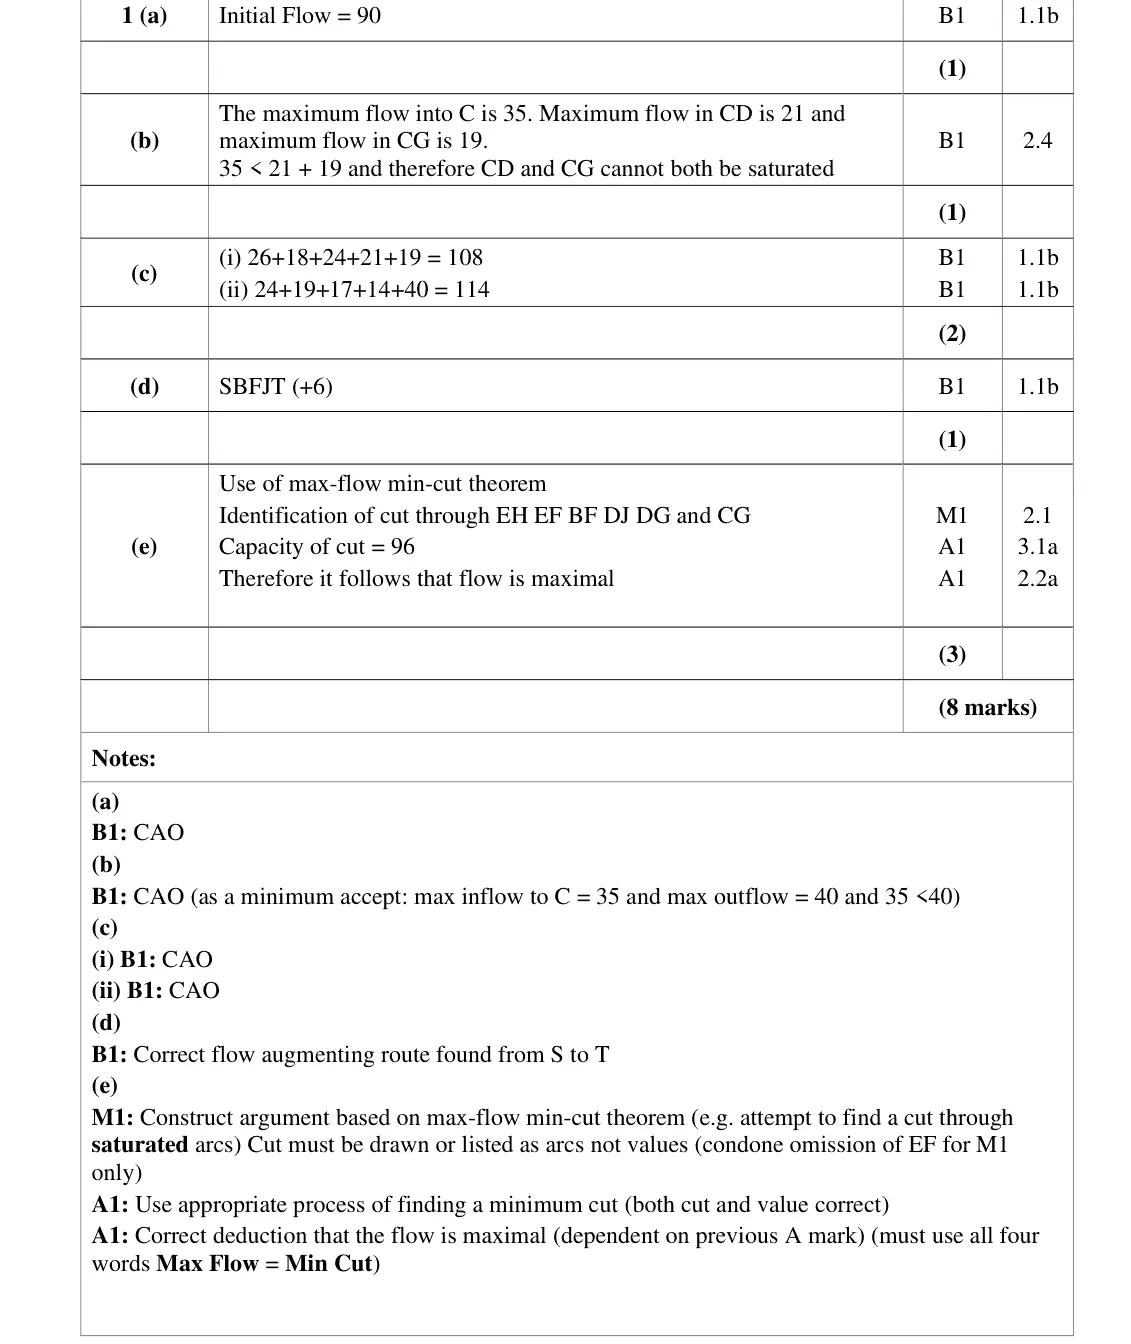 1 (a) Initial Flow = 90 B1 1.1b
(1)
The maximum flow into C is 35. Maximum flow in CD is 21 and
(b) maximum flow in CG is 19. B1 2.4
35 < 21 + 19 and therefore CD and CG cannot both be saturated
(1)
(c) (i) 26+18+24+21+19 = 108 B1 1.1b
(ii) 24+19+17+14+40 = 114 B1 1.1b
(2)
(d) SBFJT (+6) B1 1.1b
(1)
Use of max-flow min-cut theorem
Identification of cut through EH EF BF DJ DG and CG M1 2.1
(e) Capacity of cut = 96 A1 3.1a
Therefore it follows that flow is maximal A1 2.2a
(3)
(8 marks)
Notes:
(a)
B1: CAO
(b)
B1: CAO (as a minimum accept: max inflow to C = 35 and max outflow = 40 and 35 <40)
(c)
(i) B1: CAO
(ii) B1: CAO
(d)
B1: Correct flow augmenting route found from S to T
(e)
M1: Construct argument based on max-flow min-cut theorem (e.g. attempt to find a cut through
saturated arcs) Cut must be drawn or listed as arcs not values (condone omission of EF for M1
only)
A1: Use appropriate process of finding a minimum cut (both cut and value correct)
A1: Correct deduction that the flow is maximal (dependent on previous A mark) (must use all four
words Max Flow = Min Cut)